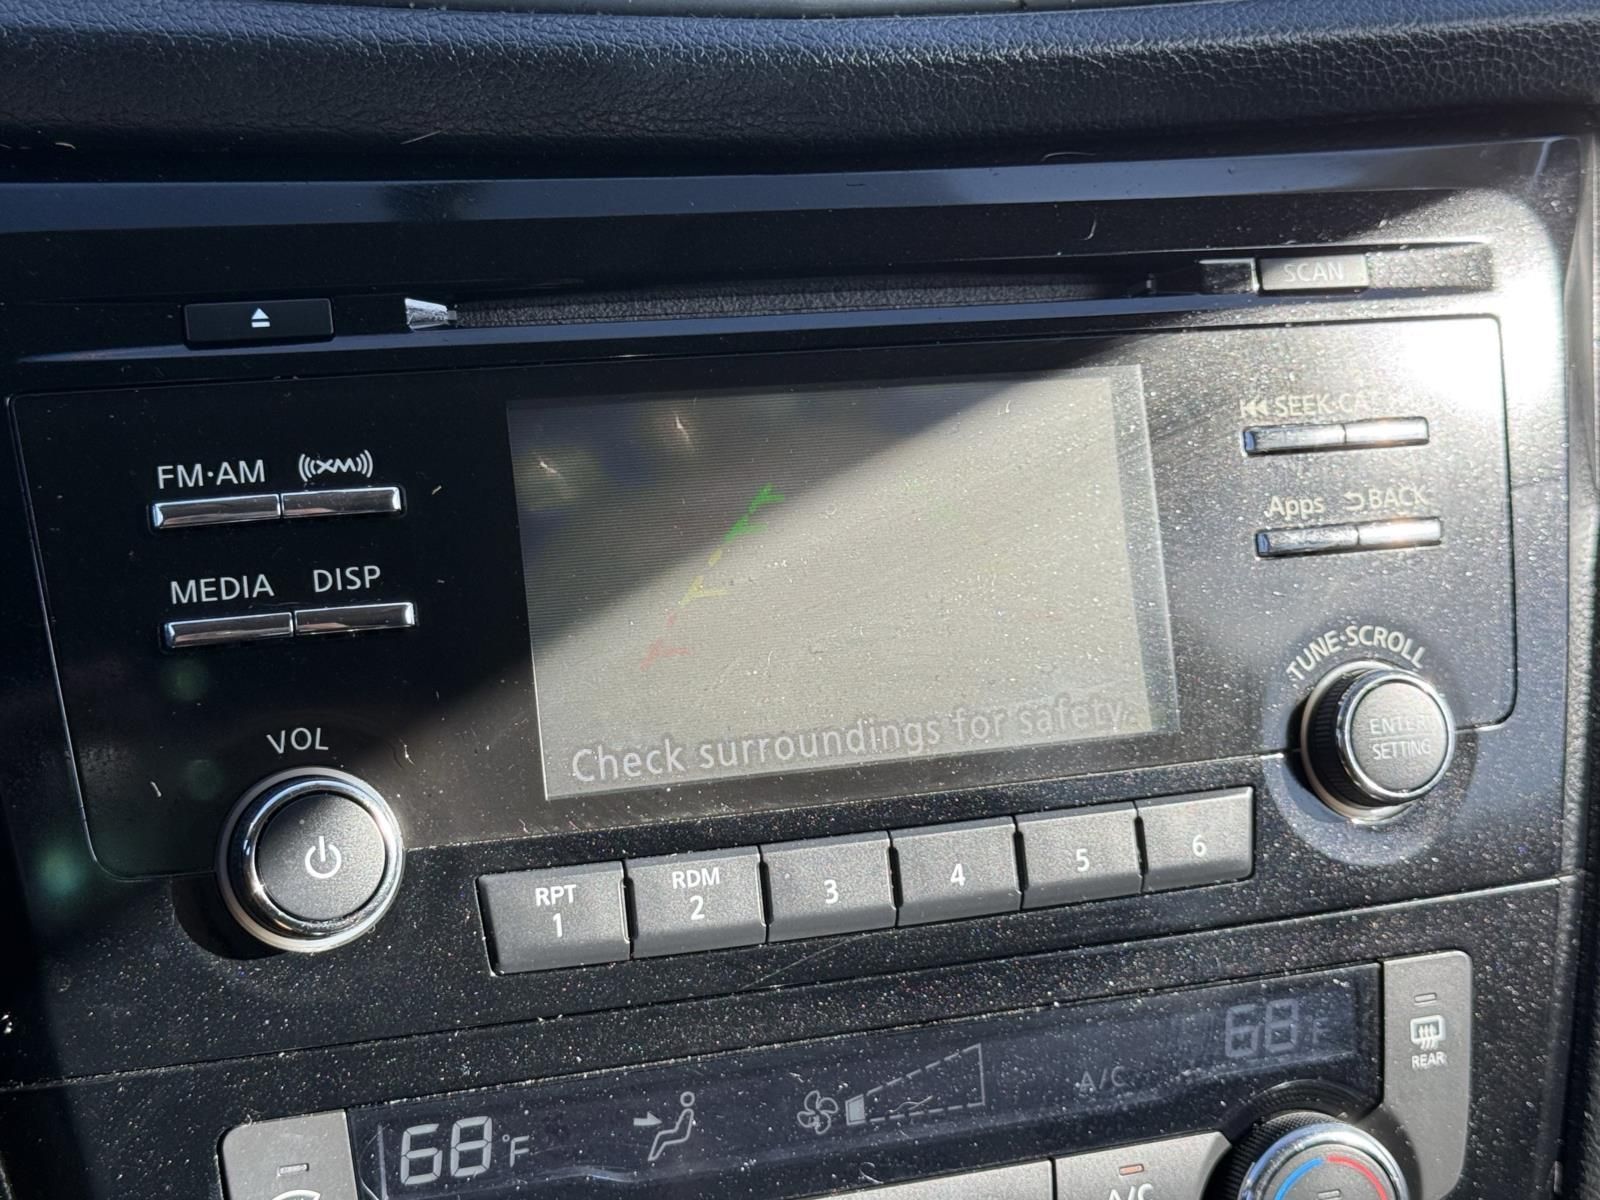 SCAN
SEEK·CAT
FM·AM XM
Apps BACK
MEDIA DISP
TUNE·SCROLL
VOL
ENTER
SETTING
Check surroundings for safety.
RPT
1
RDM
2
3
4
5
6
68°F
A/C
68°F
REAR
A/C